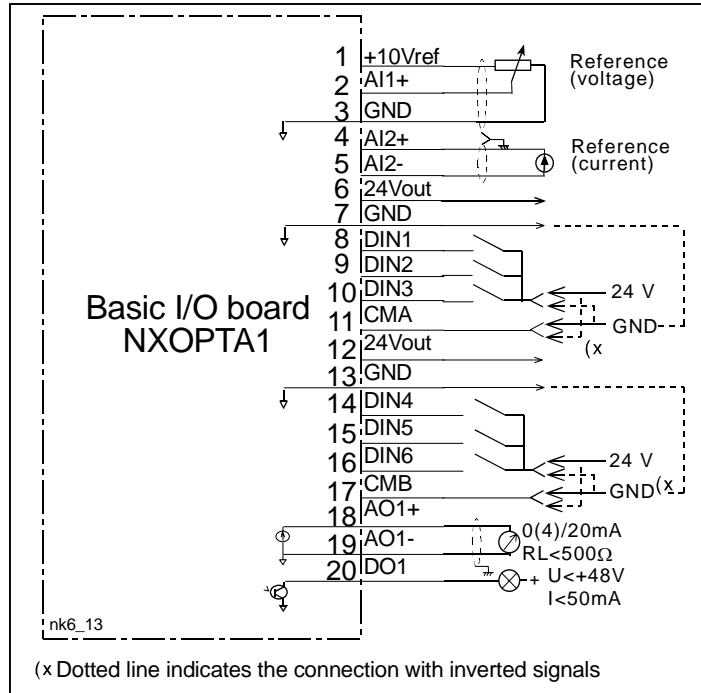 1 +10Vref
2 AI1+
3 GND
4 AI2+
5 AI2-
6 24Vout
7 GND
8 DIN1
9 DIN2
10 DIN3
11 CMA
12 24Vout
13 GND
14 DIN4
15 DIN5
16 DIN6
17 CMB
18 AO1+
19 AO1-
20 DO1
Basic I/O board
NXOPTA1
Reference
(voltage)
Reference
(current)
24 V
GND
(x
24 V
GND(x
0(4)/20mA
RL<500Ω
+ U<+48V
I<50mA
nk6_13
(x Dotted line indicates the connection with inverted signals